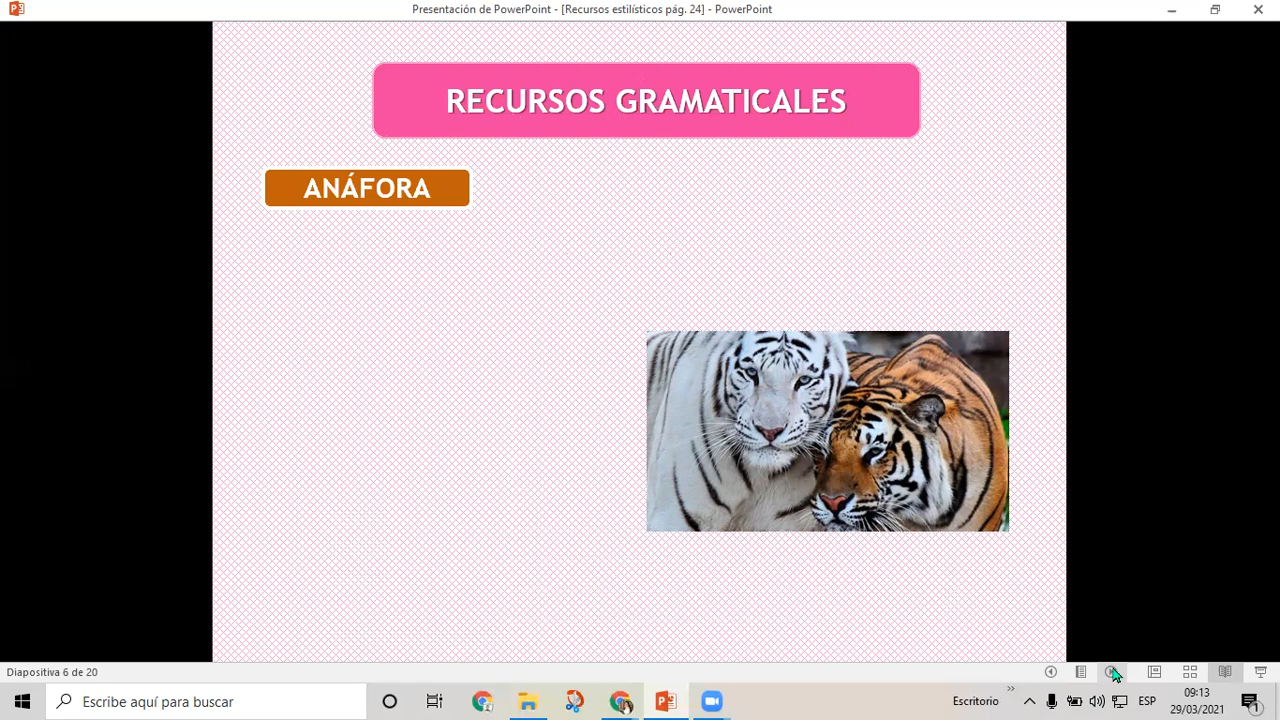 Presentación de PowerPoint - [Recursos estilísticos pág. 24] - PowerPoint
RECURSOS GRAMATICALES
ANÁFORA
Diapositiva 6 de 20
Escribe aquí para buscar
Escritorio
ESP
09:13
29/03/2021
1